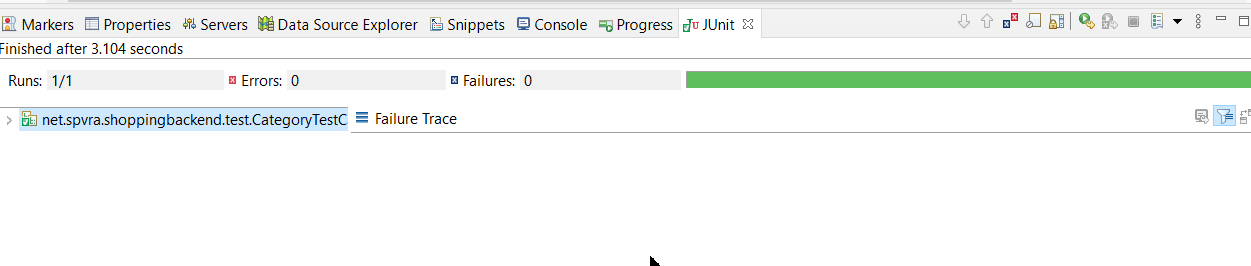 Markers Properties Servers Data Source Explorer Snippets Console Progress JUnit
Finished after 3.104 seconds
Runs: 1/1 Errors: 0 Failures: 0
net.spvra.shoppingbackend.test.CategoryTestC Failure Trace